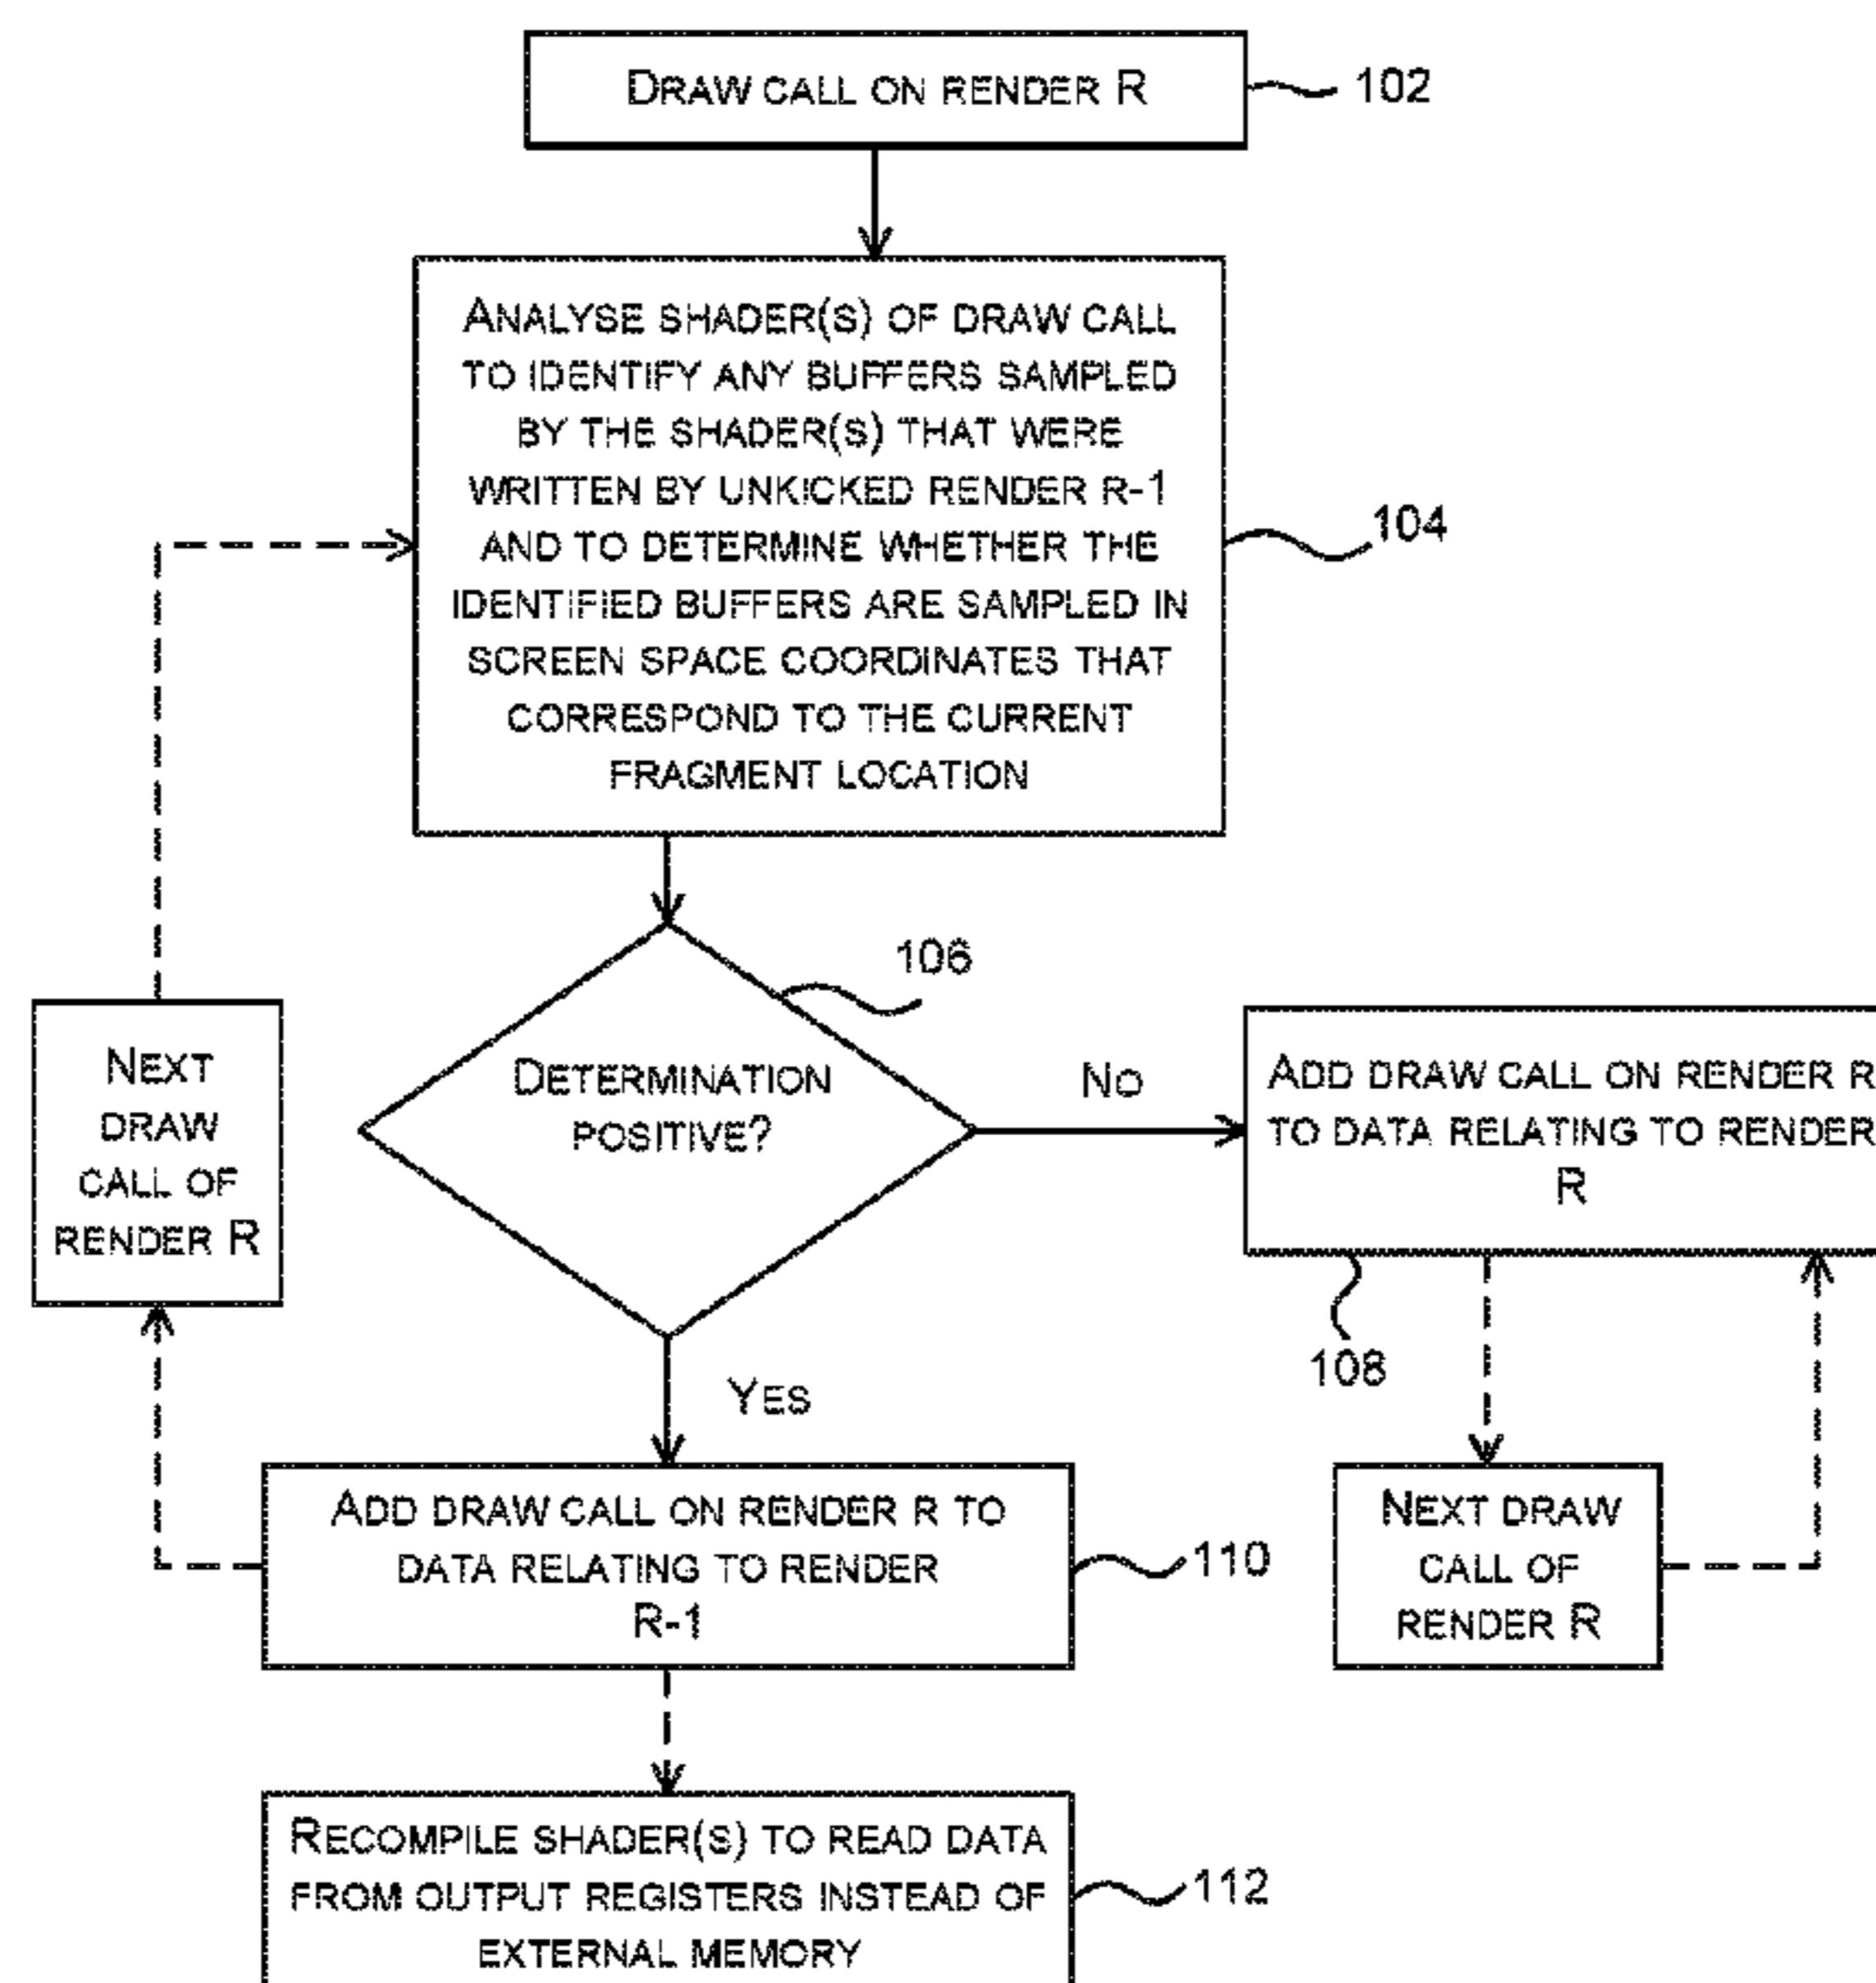 DRAW CALL ON RENDER R
102
ANALYSE SHADER(S) OF DRAW CALL
TO IDENTIFY ANY BUFFERS SAMPLED
BY THE SHADER(S) THAT WERE
WRITTEN BY UNKICKED RENDER R-1
AND TO DETERMINE WHETHER THE
IDENTIFIED BUFFERS ARE SAMPLED IN
SCREEN SPACE COORDINATES THAT
CORRESPOND TO THE CURRENT
FRAGMENT LOCATION
104
106
DETERMINATION
POSITIVE?
NO
ADD DRAW CALL ON RENDER R
TO DATA RELATING TO RENDER
R
108
NEXT
DRAW
CALL OF
RENDER R
YES
ADD DRAW CALL ON RENDER R TO
DATA RELATING TO RENDER
R-1
110
NEXT DRAW
CALL OF
RENDER R
RECOMPILE SHADER(S) TO READ DATA
FROM OUTPUT REGISTERS INSTEAD OF
EXTERNAL MEMORY
112